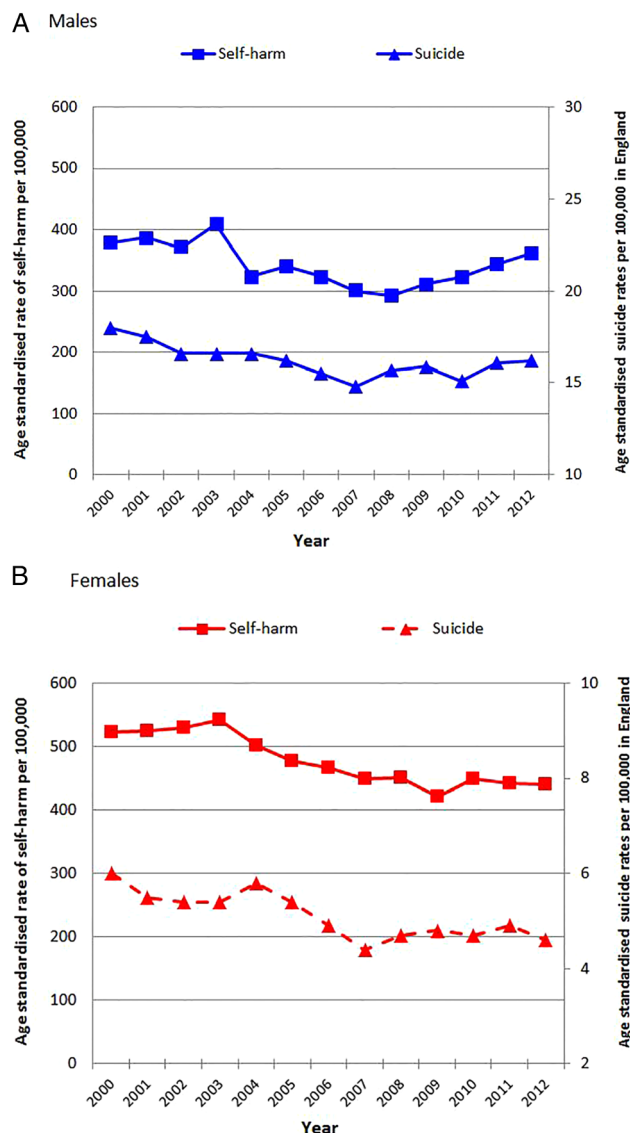 A Males
Self-harm Suicide
Age standardised rate of self-harm per 100,000
600
500
400
300
200
100
0
30
25
20
15
10
Age standardised suicide rates per 100,000 in England
2000 2001 2002 2003 2004 2005 2006 2007 2008 2009 2010 2011 2012
Year
B Females
Self-harm Suicide
Age standardised rate of self-harm per 100,000
600
500
400
300
200
100
0
10
8
6
4
2
Age standardised suicide rates per 100,000 in England
2000 2001 2002 2003 2004 2005 2006 2007 2008 2009 2010 2011 2012
Year